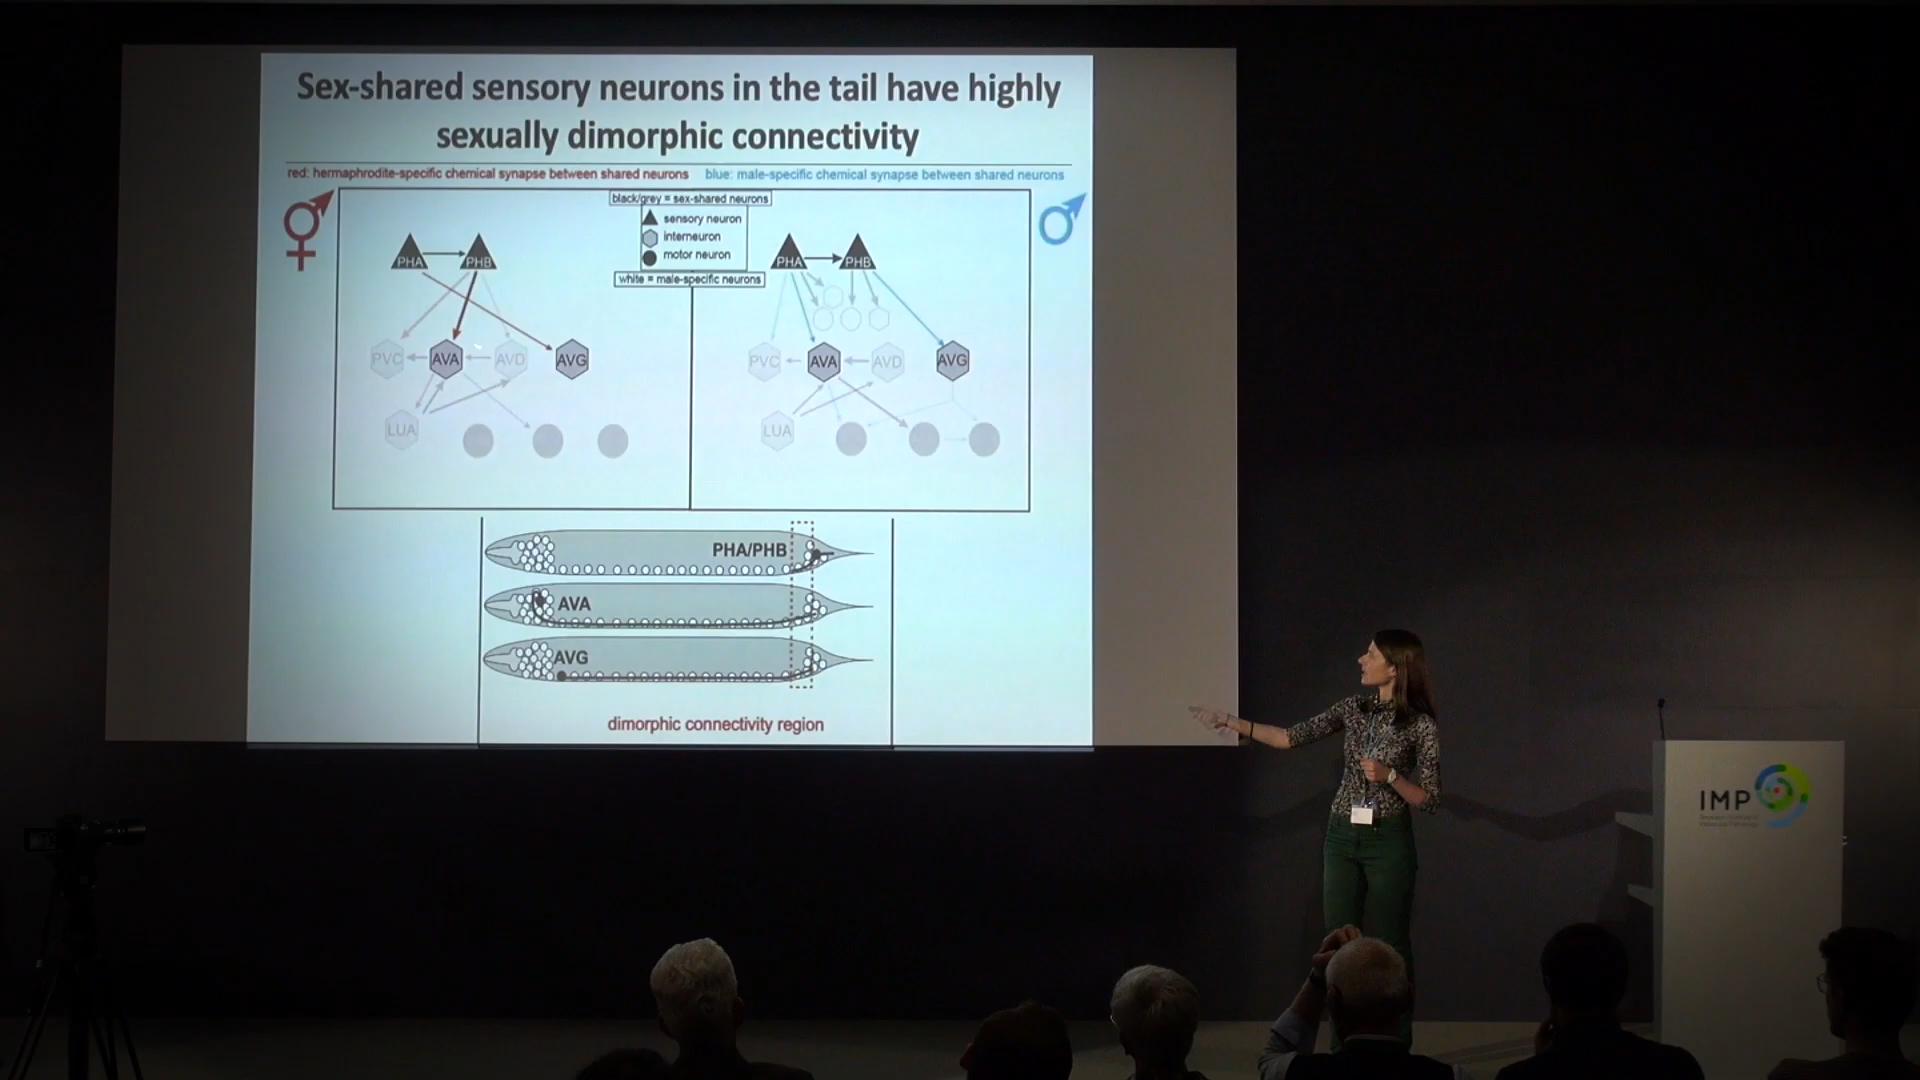 Sex-shared sensory neurons in the tail have highly
sexually dimorphic connectivity
red: hermaphrodite-specific chemical synapse between shared neurons
blue: male-specific chemical synapse between shared neurons
black/grey = sex-shared neurons
sensory neuron
interneuron
motor neuron
white = male-specific neurons
PHA
PHB
PVC
AVA
AVD
AVG
LUA
PHA
PHB
PVC
AVA
AVD
AVG
LUA
PHA/PHB
AVA
AVG
dimorphic connectivity region
IMP